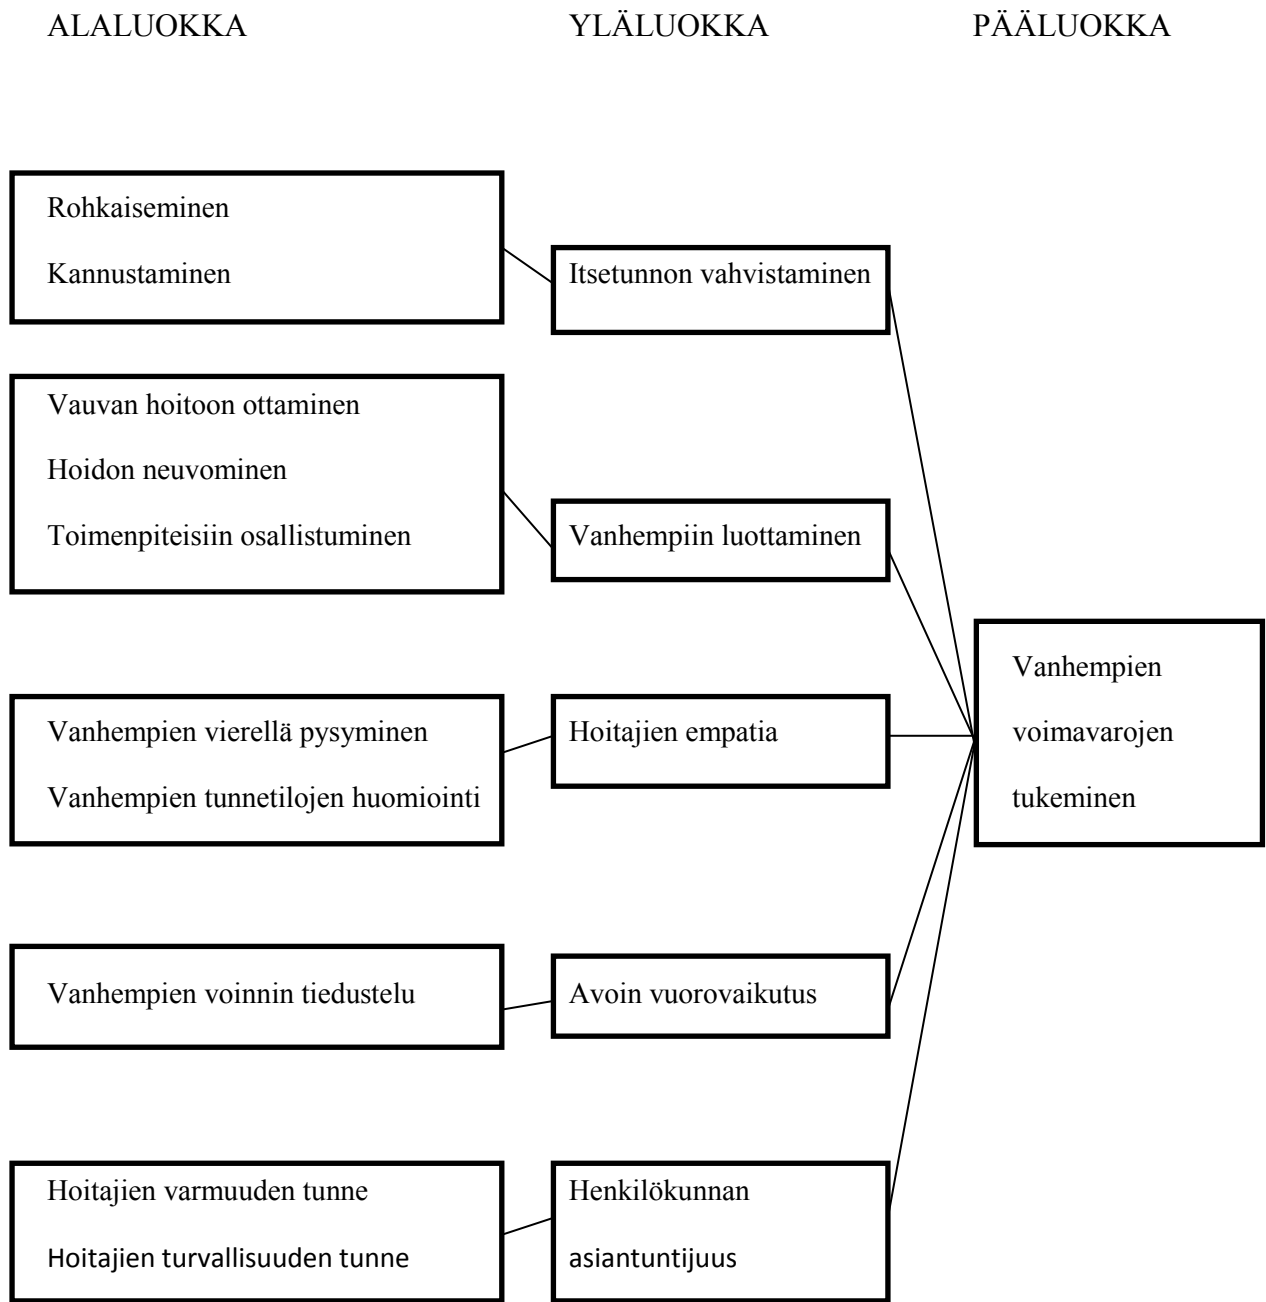 ALALUOKKA YLÄLUOKKA PÄÄLUOKKA
Rohkaiseminen
Kannustaminen
Itsetunnon vahvistaminen
Vauvan hoitoon ottaminen
Hoidon neuvominen
Toimenpiteisiin osallistuminen
Vanhempiin luottaminen
Vanhempien vierellä pysyminen
Vanhempien tunnetilojen huomiointi
Hoitajien empatia
Vanhempien voinnin tiedustelu
Avoin vuorovaikutus
Hoitajien varmuuden tunne
Hoitajien turvallisuuden tunne
Henkilökunnan
asiantuntijuus
Vanhempien
voimavarojen
tukeminen